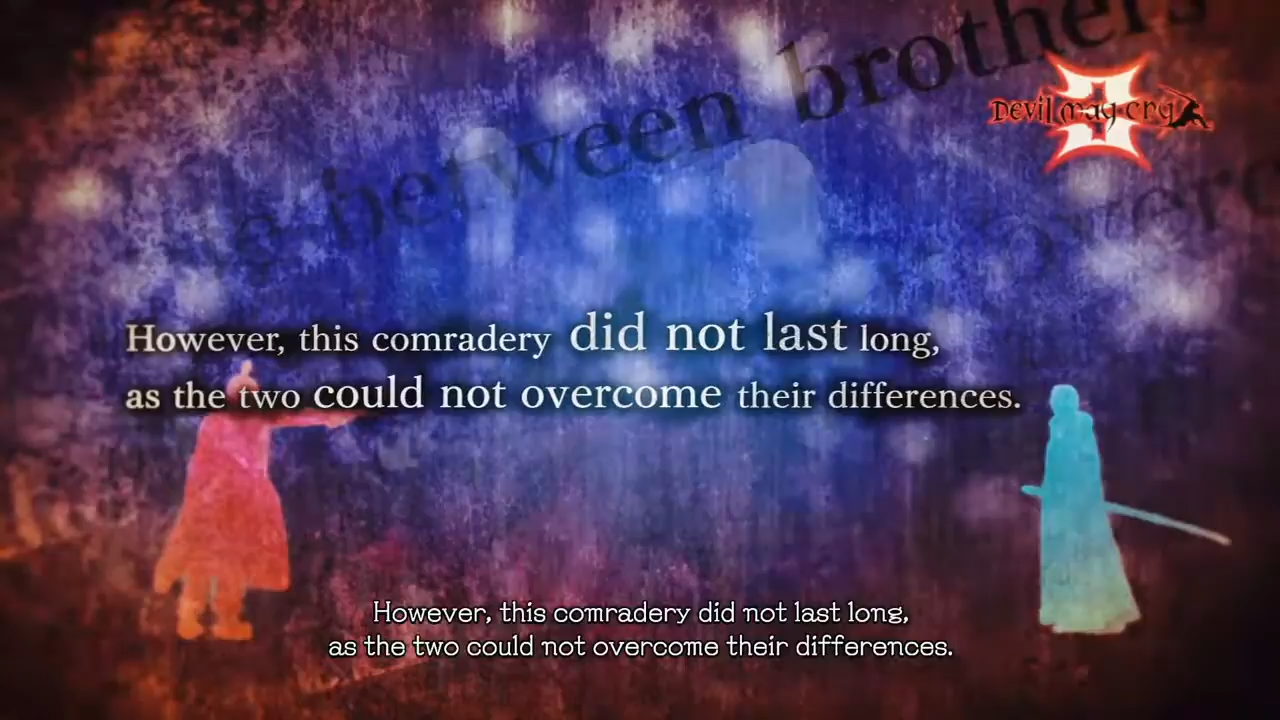 between brothers
Devil may cry
3
However, this comradery did not last long,
as the two could not overcome their differences.
However, this comradery did not last long,
as the two could not overcome their differences.